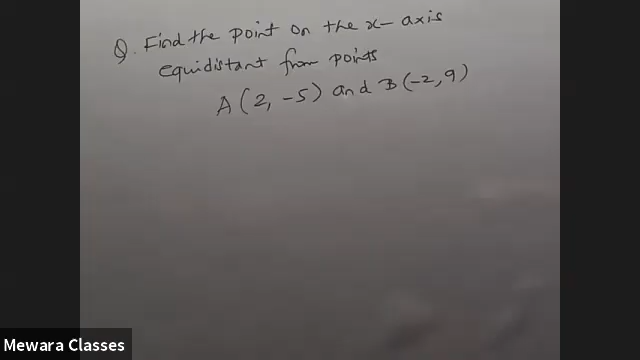 Q. Find the point on the x-axis
equidistant from points
A(2, -5) and B(-2,9)
Mewara Classes